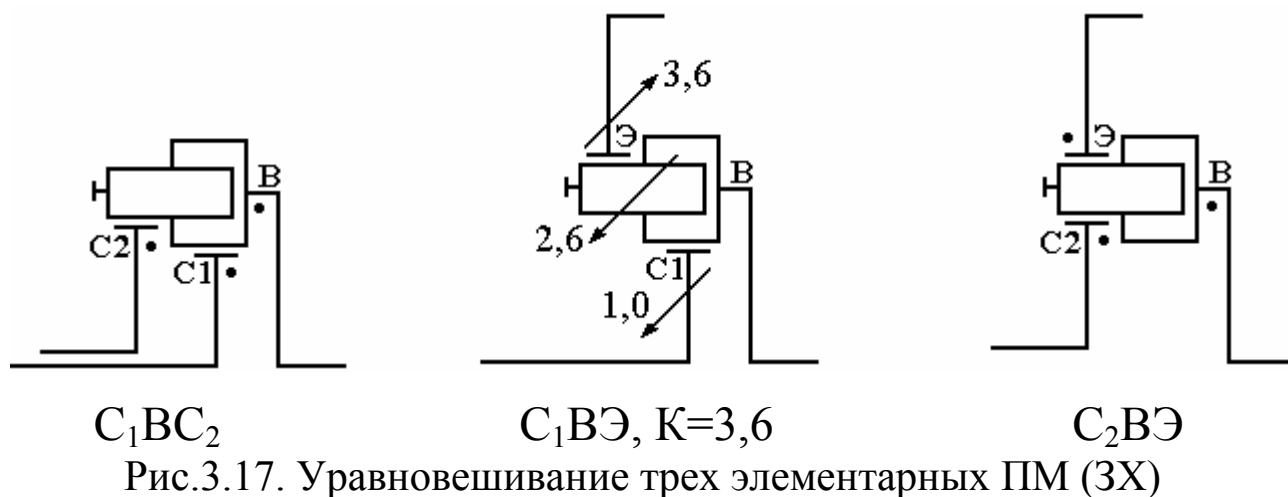 3,6
Э
Э
В
В
В
С2
С1
2,6
С1
1,0
С2
С₁ВС₂
С₁ВЭ, К=3,6
С₂ВЭ
Рис.3.17. Уравновешивание трех элементарных ПМ (ЗХ)